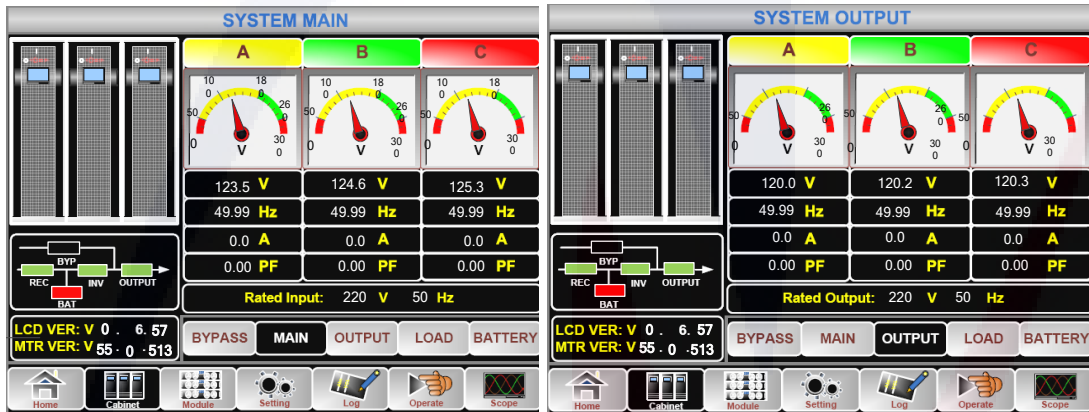 SYSTEM MAIN
A B C
10 0 18 0 26 0 30 0 50 0 V
10 0 18 0 26 0 30 0 50 0 V
10 0 18 0 30 0 50 0 V
123.5 V 124.6 V 125.3 V
49.99 Hz 49.99 Hz 49.99 Hz
0.0 A 0.0 A 0.0 A
0.00 PF 0.00 PF 0.00 PF
BYP
REC INV OUTPUT
BAT
Rated Input: 220 V 50 Hz
LCD VER: V 0 . 6. 57
MTR VER: V 55 . 0 .513
BYPASS MAIN OUTPUT LOAD BATTERY
Home Cabinet Module Setting Log Operate Scope
SYSTEM OUTPUT
A B C
50 0 30 0 V
50 0 26 0 30 0 V
50 0 30 0 V
120.0 V 120.2 V 120.3 V
49.99 Hz 49.99 Hz 49.99 Hz
0.0 A 0.0 A 0.0 A
0.00 PF 0.00 PF 0.00 PF
BYP
REC INV OUTPUT
BAT
Rated Output: 220 V 50 Hz
LCD VER: V 0 . 6. 57
MTR VER: V 55 . 0 .513
BYPASS MAIN OUTPUT LOAD BATTERY
Home Cabinet Module Setting Log Operate Scope